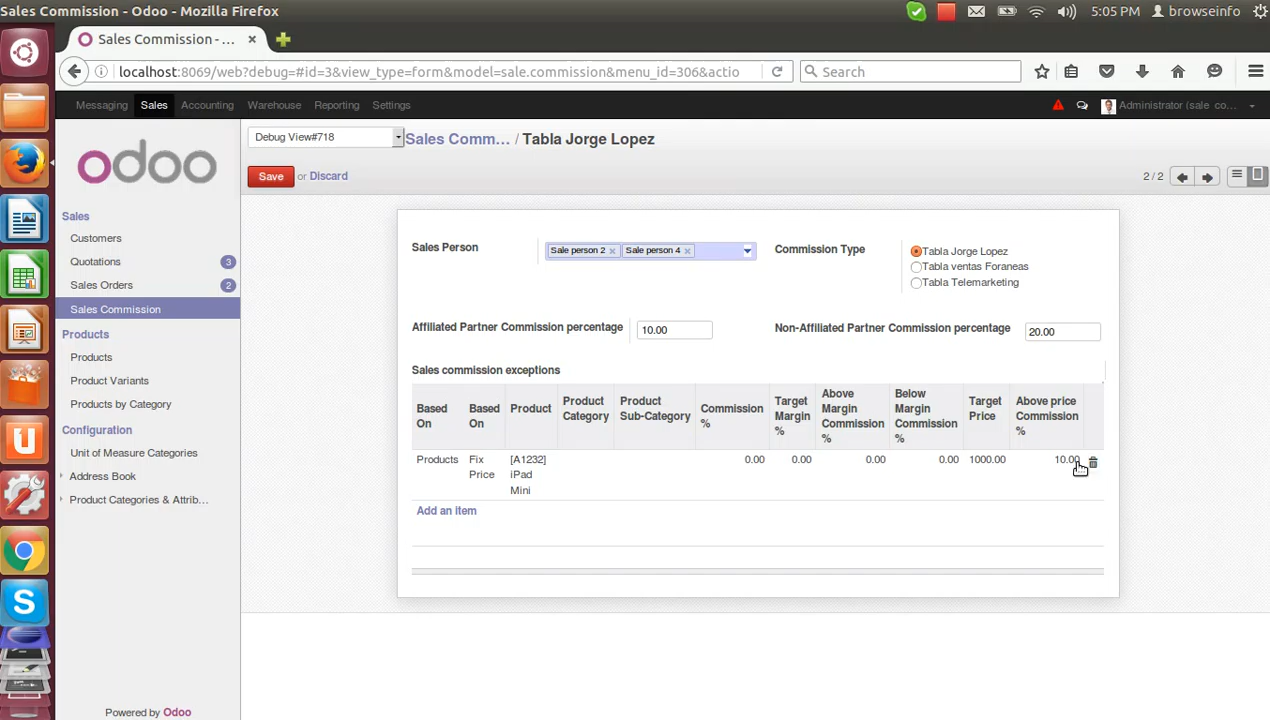 Sales Commission - Odoo - Mozilla Firefox
5:05 PM
browseinfo
Sales Commission - ...
localhost:8069/web?debug=#id=3&view_type=form&model=sale.commission&menu_id=306&actio
Search
Messaging
Sales
Accounting
Warehouse
Reporting
Settings
Administrator (sale_co...
odoo
Debug View#718
Sales Comm... / Tabla Jorge Lopez
Save or Discard
2 / 2
Sales
Customers
Quotations 3
Sales Orders 2
Sales Commission
Products
Products
Product Variants
Products by Category
Configuration
Unit of Measure Categories
Address Book
Product Categories & Attrib...
Powered by Odoo
Sales Person
Sale person 2
Sale person 4
Commission Type
Tabla Jorge Lopez
Tabla ventas Foraneas
Tabla Telemarketing
Affiliated Partner Commission percentage
10.00
Non-Affiliated Partner Commission percentage
20.00
Sales commission exceptions
Based On
Based On
Product
Product Category
Product Sub-Category
Commission %
Target Margin %
Above Margin Commission %
Below Margin Commission %
Target Price
Above price Commission %
Products
Fix Price
[A1232] iPad Mini
0.00
0.00
0.00
0.00
1000.00
10.00
Add an item